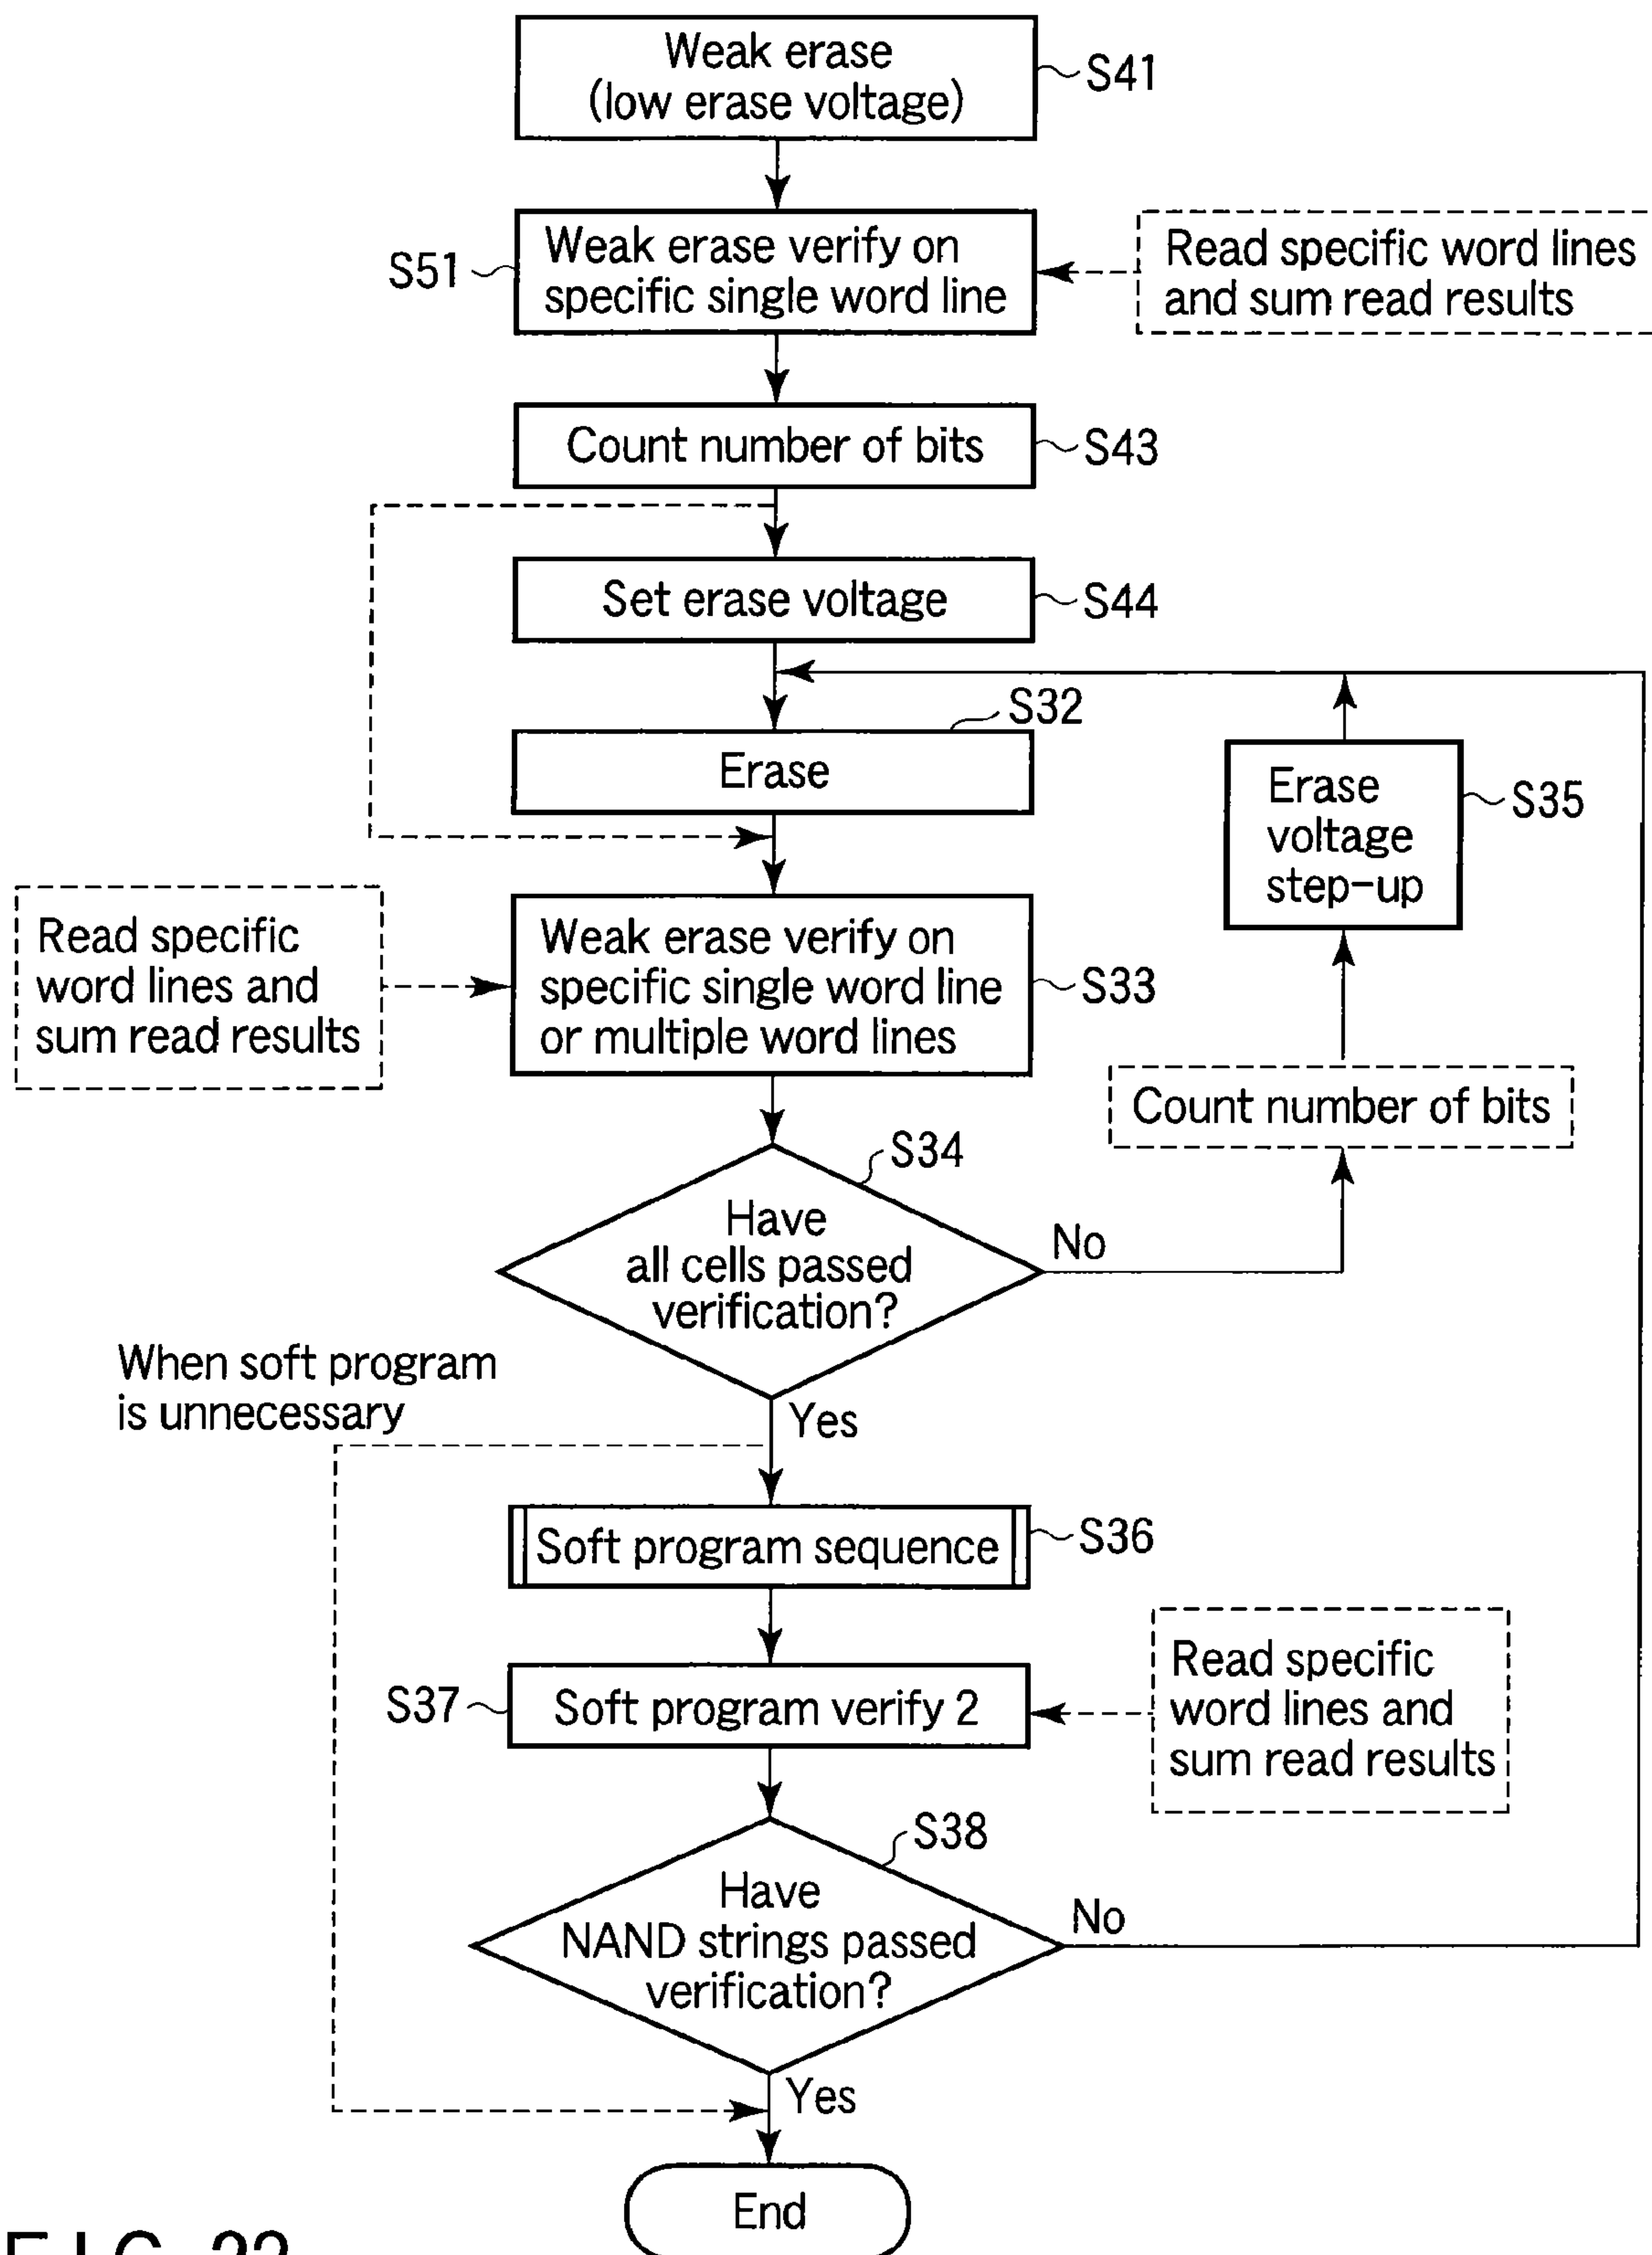 Weak erase
(low erase voltage)
S41
S51
Weak erase verify on
specific single word line
Read specific word lines
and sum read results
Count number of bits
S43
Set erase voltage
S44
S32
Erase
Erase
voltage
step-up
S35
Read specific
word lines and
sum read results
Weak erase verify on
specific single word line
or multiple word lines
S33
Count number of bits
S34
Have
all cells passed
verification?
No
When soft program
is unnecessary
Yes
Soft program sequence
S36
S37
Soft program verify 2
Read specific
word lines and
sum read results
S38
Have
NAND strings passed
verification?
No
Yes
End